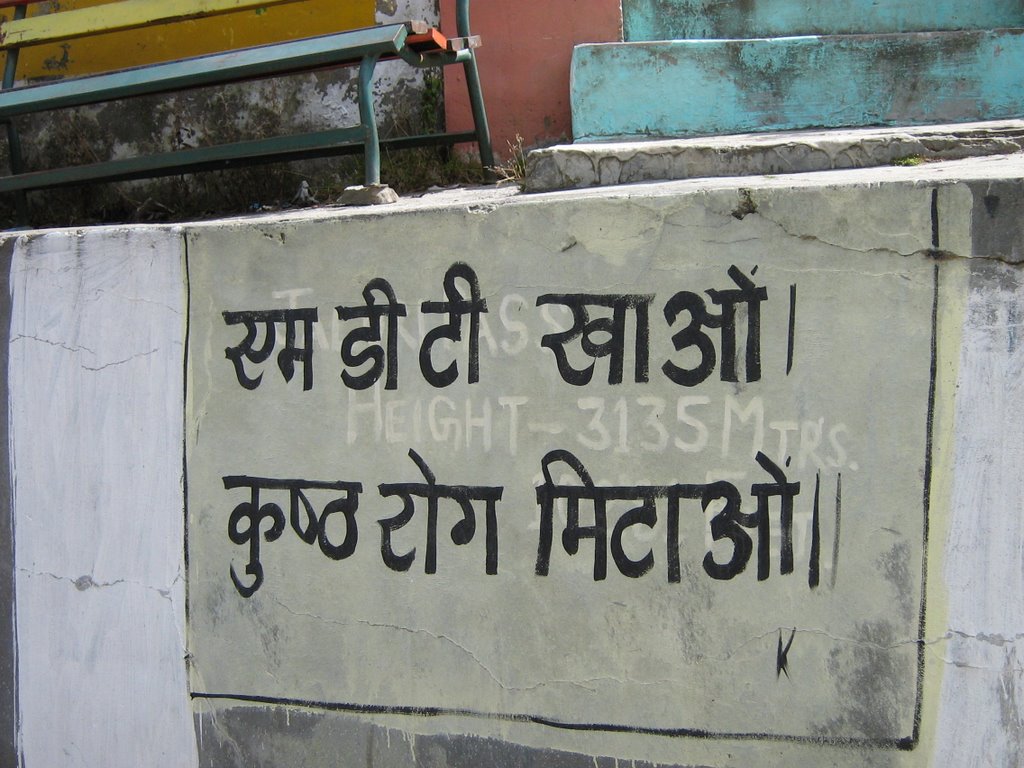 एम डी टी खाओं।
HEIGHT - 3135 MTRS.
कुष्ठ रोग मिटाओं॥
K